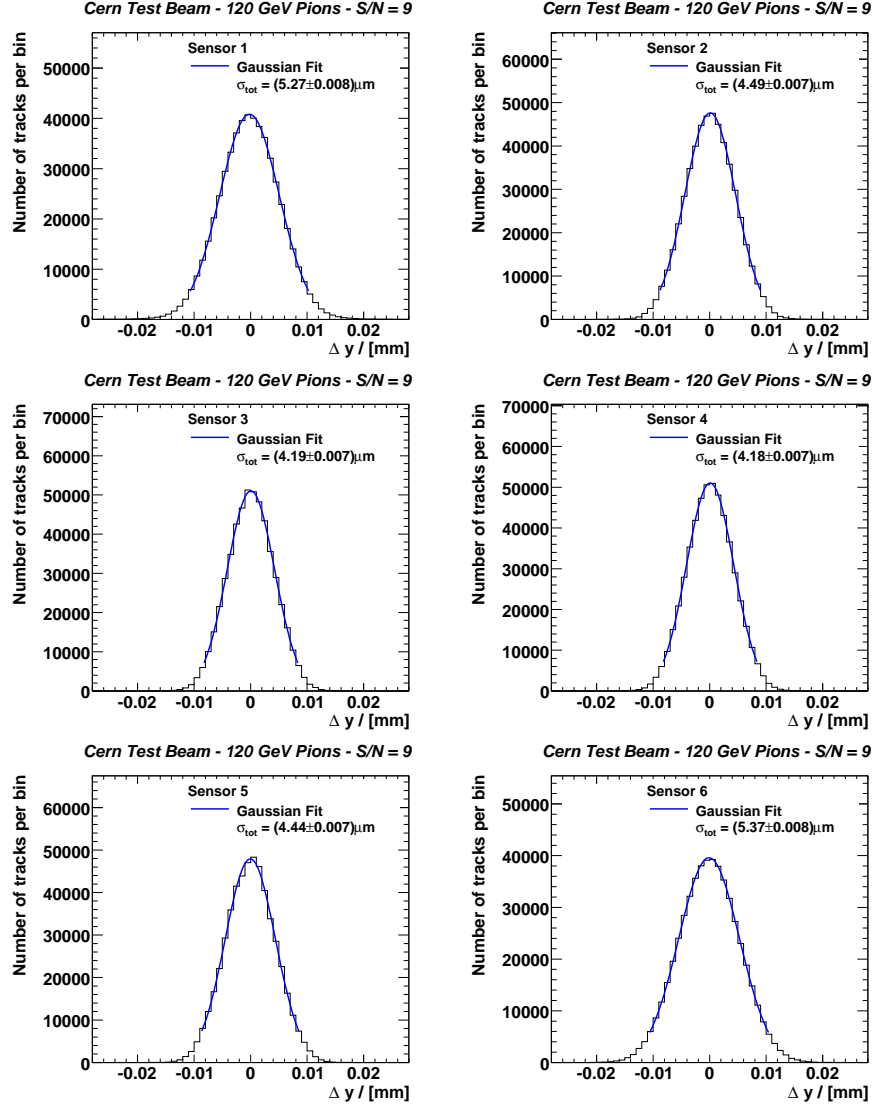 Cern Test Beam - 120 GeV Pions - S/N = 9
Number of tracks per bin
Sensor 1
Gaussian Fit
σtot = (5.27±0.008)μm
50000
40000
30000
20000
10000
0
-0.02 -0.01 0 0.01 0.02
Δ y / [mm]
Cern Test Beam - 120 GeV Pions - S/N = 9
Number of tracks per bin
Sensor 2
Gaussian Fit
σtot = (4.49±0.007)μm
60000
50000
40000
30000
20000
10000
0
-0.02 -0.01 0 0.01 0.02
Δ y / [mm]
Cern Test Beam - 120 GeV Pions - S/N = 9
Number of tracks per bin
Sensor 3
Gaussian Fit
σtot = (4.19±0.007)μm
70000
60000
50000
40000
30000
20000
10000
0
-0.02 -0.01 0 0.01 0.02
Δ y / [mm]
Cern Test Beam - 120 GeV Pions - S/N = 9
Number of tracks per bin
Sensor 4
Gaussian Fit
σtot = (4.18±0.007)μm
70000
60000
50000
40000
30000
20000
10000
0
-0.02 -0.01 0 0.01 0.02
Δ y / [mm]
Cern Test Beam - 120 GeV Pions - S/N = 9
Number of tracks per bin
Sensor 5
Gaussian Fit
σtot = (4.44±0.007)μm
60000
50000
40000
30000
20000
10000
0
-0.02 -0.01 0 0.01 0.02
Δ y / [mm]
Cern Test Beam - 120 GeV Pions - S/N = 9
Number of tracks per bin
Sensor 6
Gaussian Fit
σtot = (5.37±0.008)μm
50000
40000
30000
20000
10000
0
-0.02 -0.01 0 0.01 0.02
Δ y / [mm]